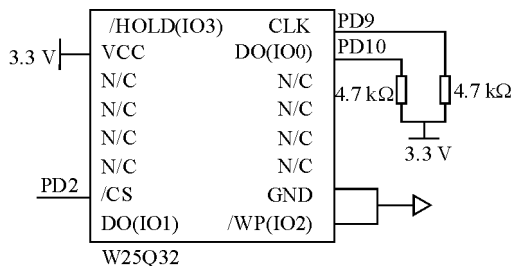 /HOLD(IO3) CLK PD9
3.3 V VCC DO(IO0) PD10
N/C N/C
N/C N/C 4.7 kΩ 4.7 kΩ
N/C N/C
N/C N/C 3.3 V
PD2 /CS GND
DO(IO1) /WP(IO2)
W25Q32